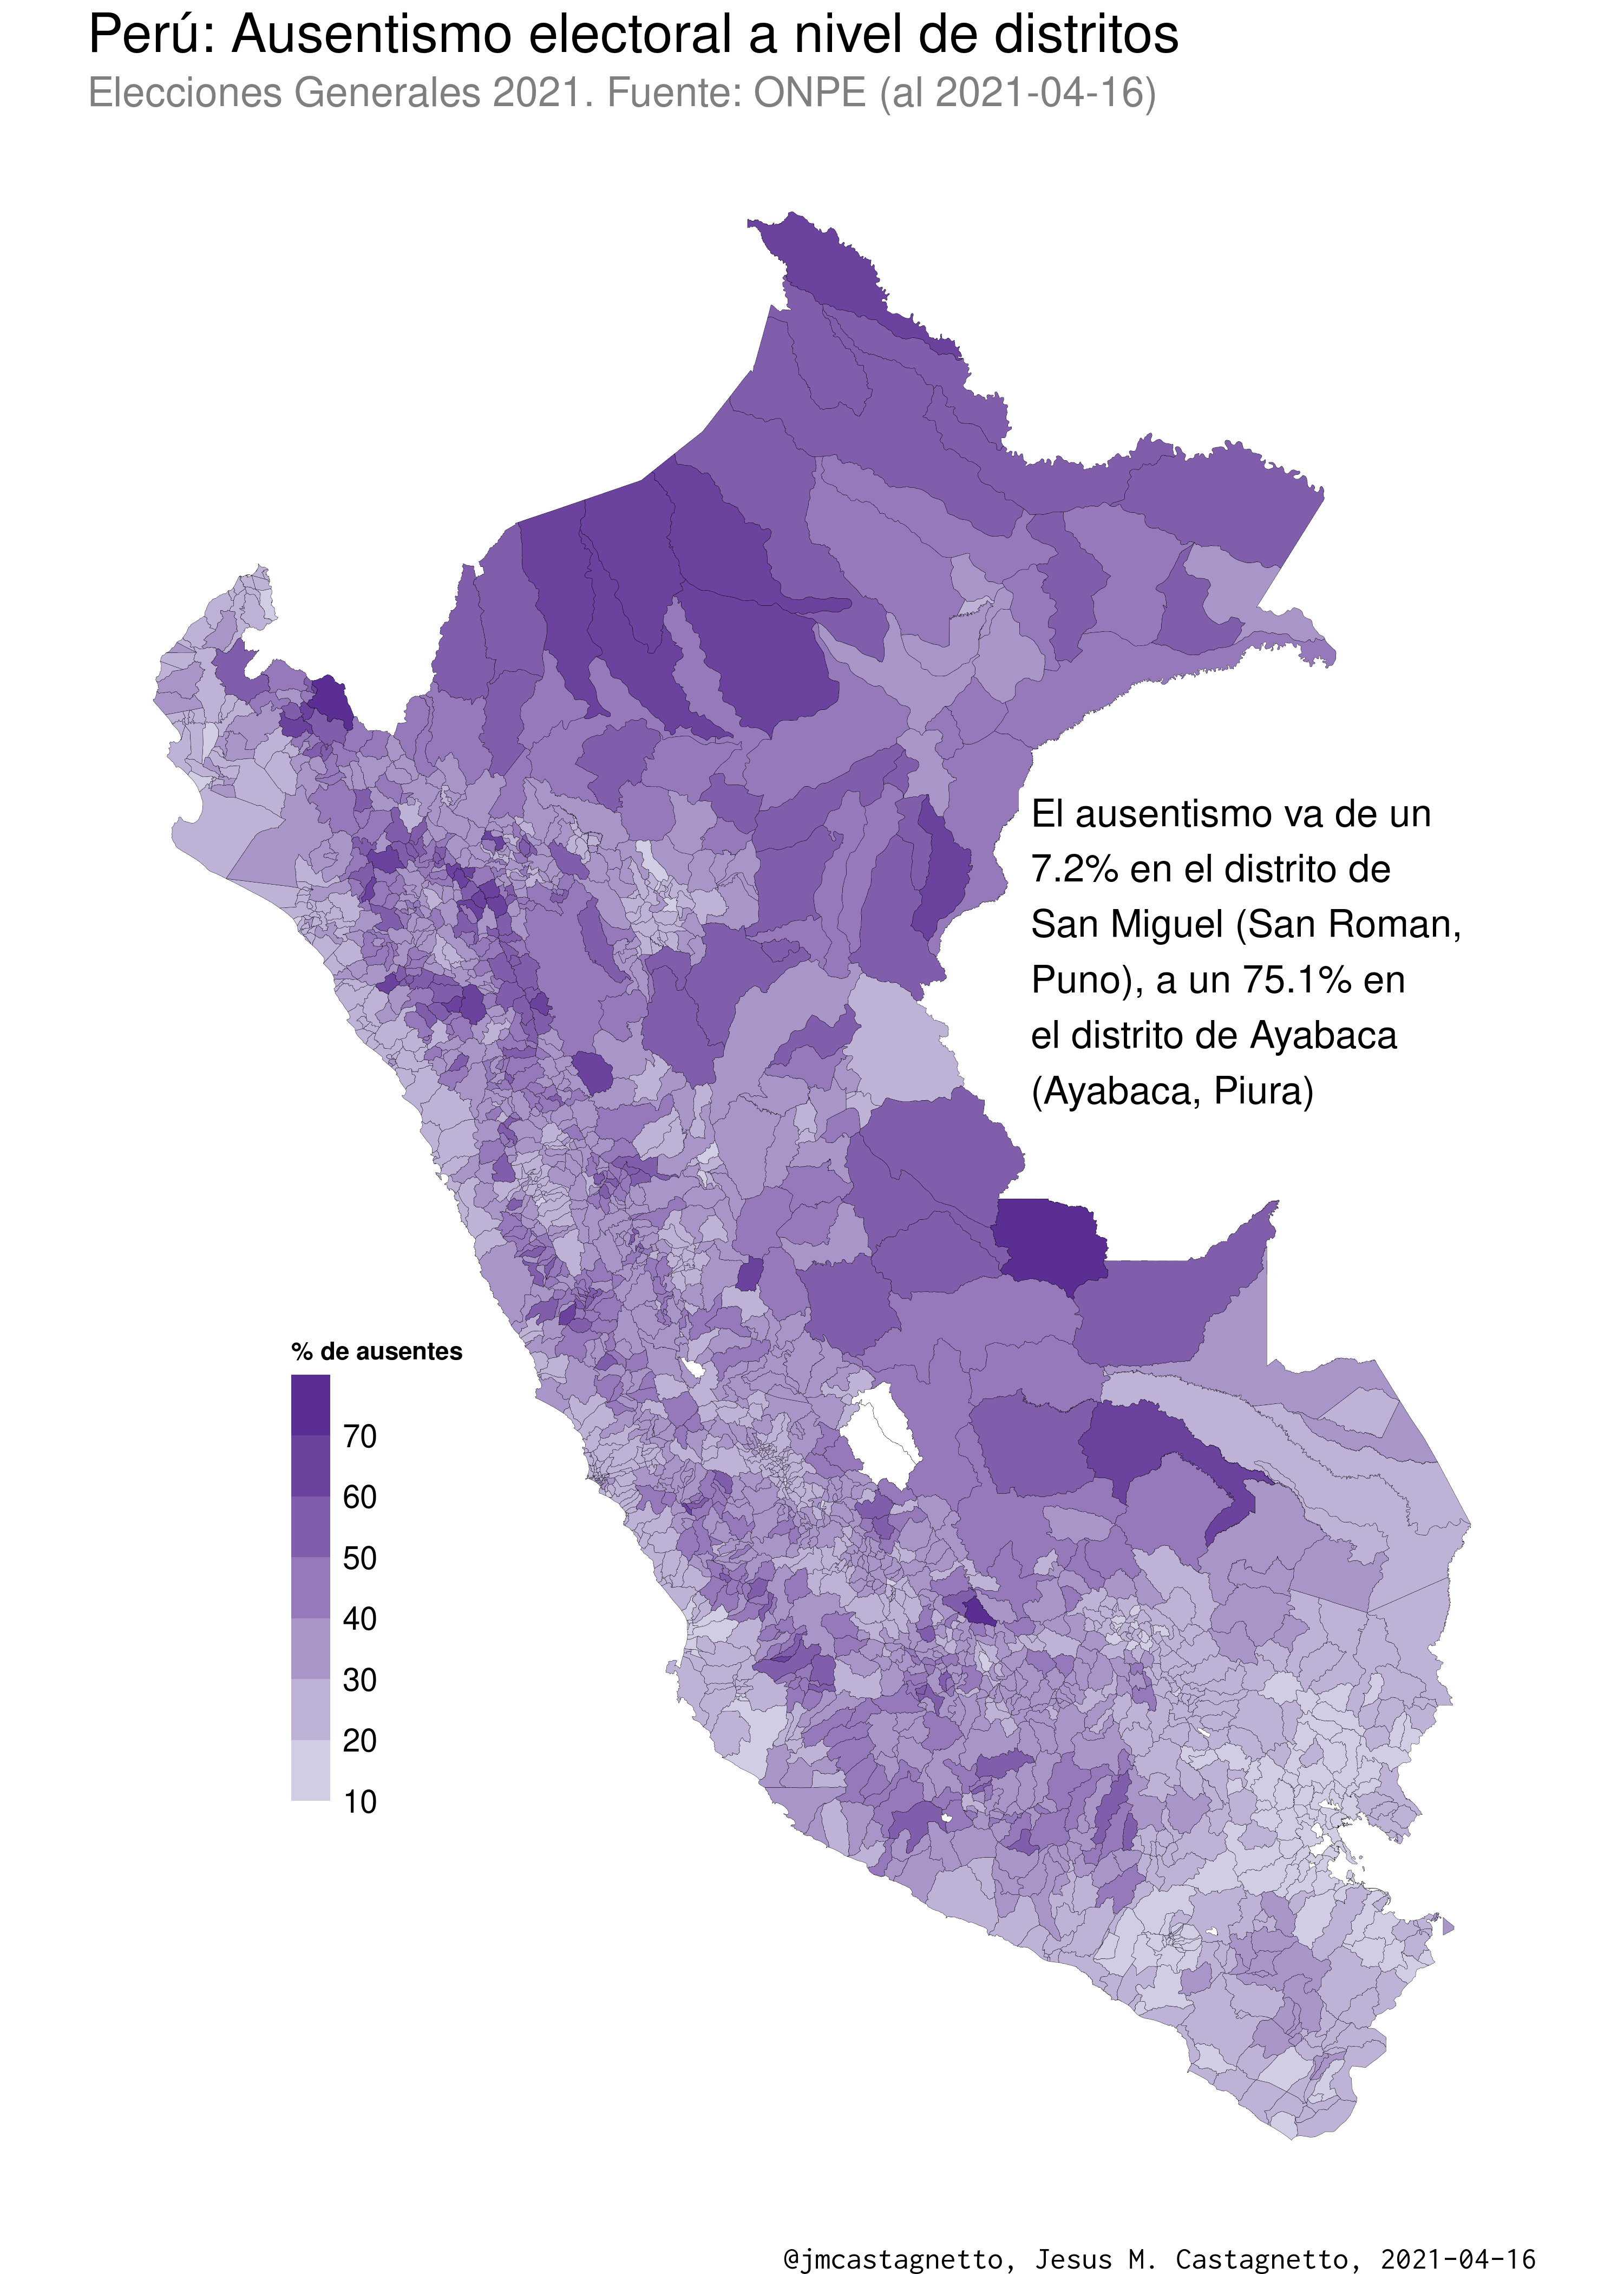 Perú: Ausentismo electoral a nivel de distritos
Elecciones Generales 2021. Fuente: ONPE (al 2021-04-16)
El ausentismo va de un
7.2% en el distrito de
San Miguel (San Roman,
Puno), a un 75.1% en
el distrito de Ayabaca
(Ayabaca, Piura)
% de ausentes
70
60
50
40
30
20
10
@jmcastagnetto, Jesus M. Castagnetto, 2021-04-16